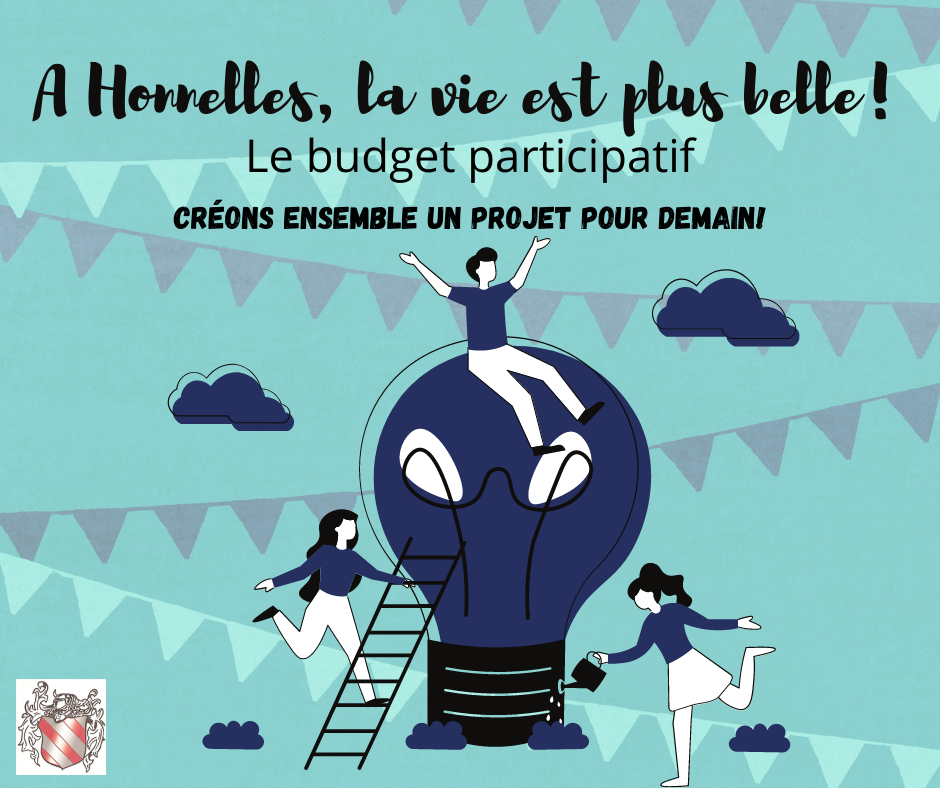 A Honnelles, la vie est plus belle!
Le budget participatif
CRÉONS ENSEMBLE UN PROJET POUR DEMAIN!